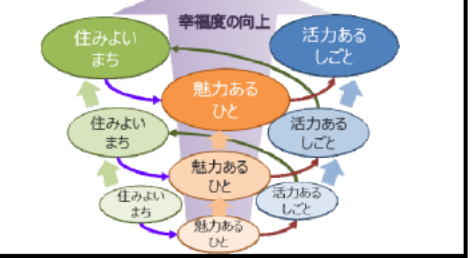 幸福度の向上
住みよい
まち
活力ある
しごと
魅力ある
ひと
住みよい
まち
活力ある
しごと
魅力ある
ひと
住みよい
まち
活力ある
しごと
魅力ある
ひと